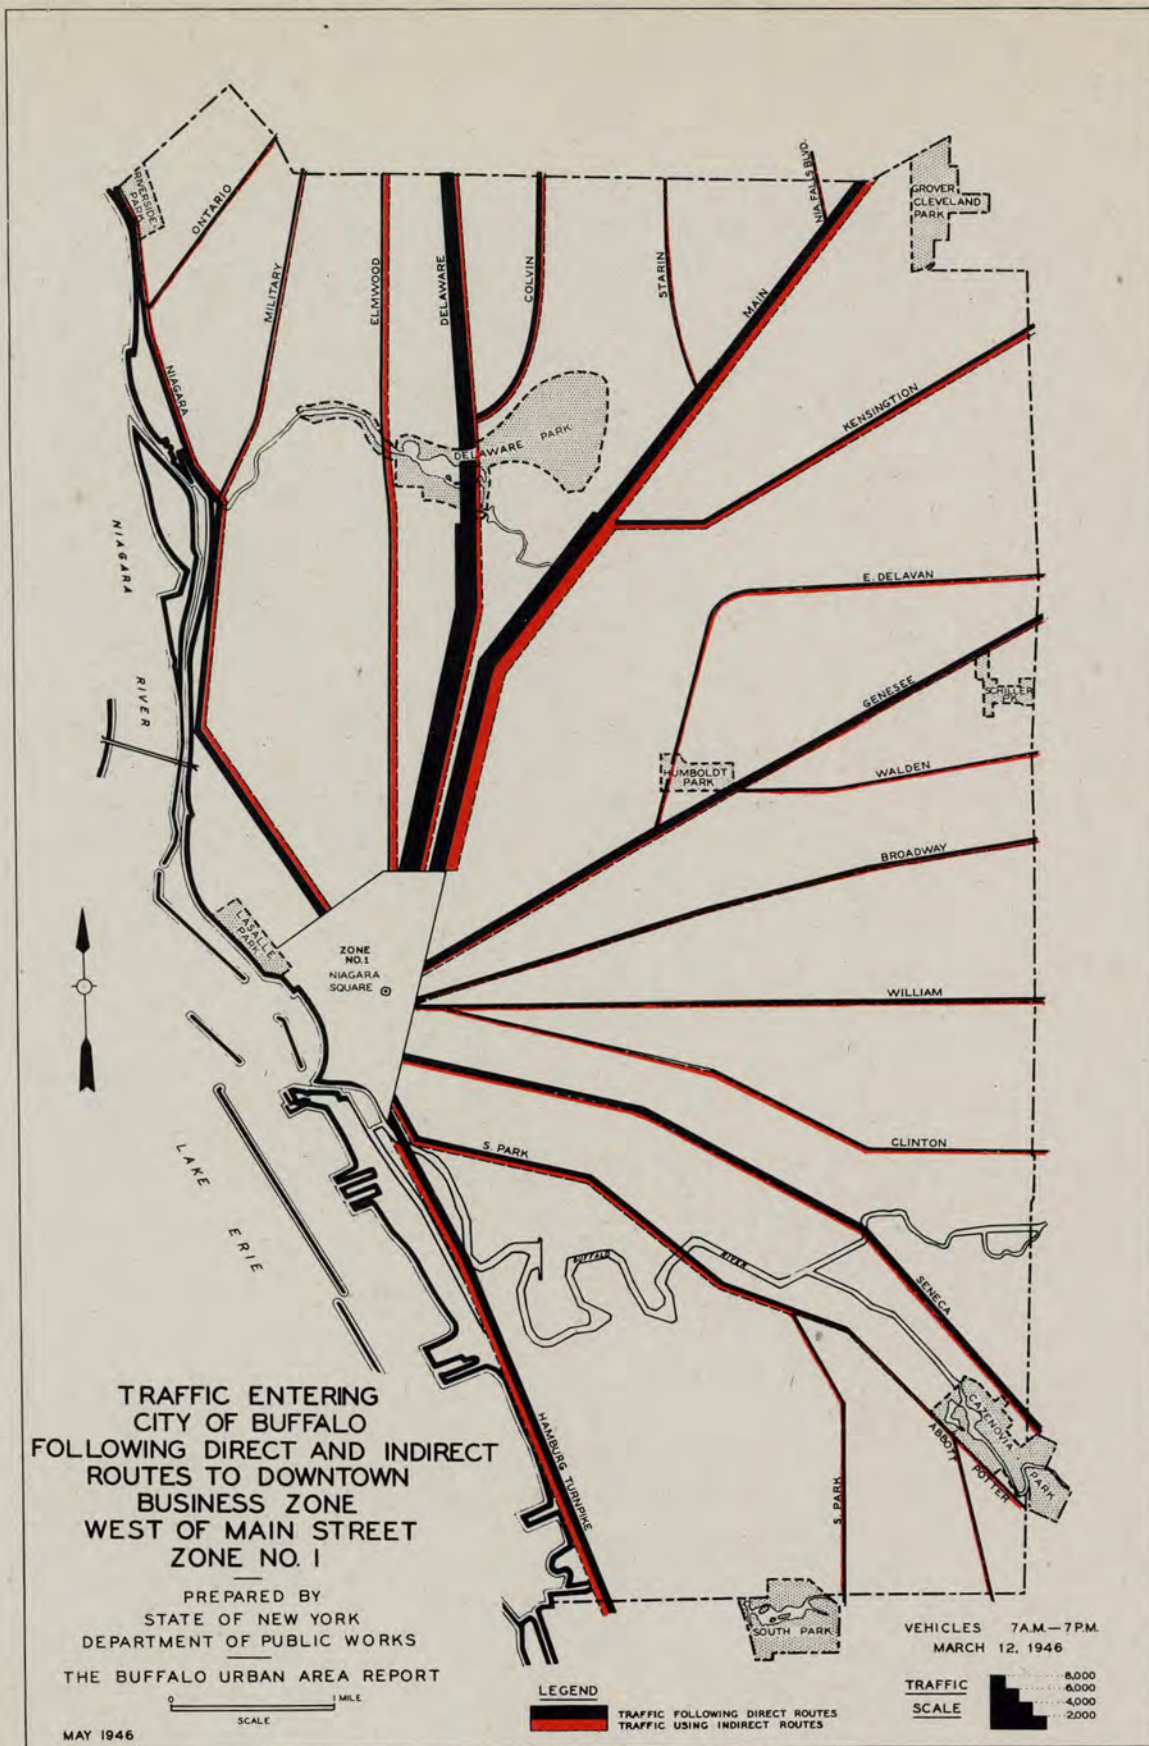 RIVERSIDE
PARK
ONTARIO
MILITARY
ELMWOOD
DELAWARE
COLVIN
STARIN
NIA FALLS BLVD.
MAIN
GROVER
CLEVELAND
PARK
NIAGARA
KENSINGTION
DELAWARE PARK
NIAGARA
RIVER
E. DELAVAN
GENESEE
SCHILLER
PK.
HUMBOLDT
PARK
WALDEN
BROADWAY
LASALLE
PARK
ZONE
NO. 1
NIAGARA
SQUARE
WILLIAM
CLINTON
S. PARK
LAKE
ERIE
BUFFALO
RIVER
SENECA
CAZENOVIA
PARK
ABBOTT
POTTER
HAMBURG TURNPIKE
S. PARK
SOUTH PARK
TRAFFIC ENTERING
CITY OF BUFFALO
FOLLOWING DIRECT AND INDIRECT
ROUTES TO DOWNTOWN
BUSINESS ZONE
WEST OF MAIN STREET
ZONE NO. 1
PREPARED BY
STATE OF NEW YORK
DEPARTMENT OF PUBLIC WORKS
THE BUFFALO URBAN AREA REPORT
0 1 MILE
SCALE
MAY 1946
LEGEND
TRAFFIC FOLLOWING DIRECT ROUTES
TRAFFIC USING INDIRECT ROUTES
VEHICLES 7 A.M. — 7 P.M.
MARCH 12, 1946
TRAFFIC
SCALE
8,000
6,000
4,000
2,000